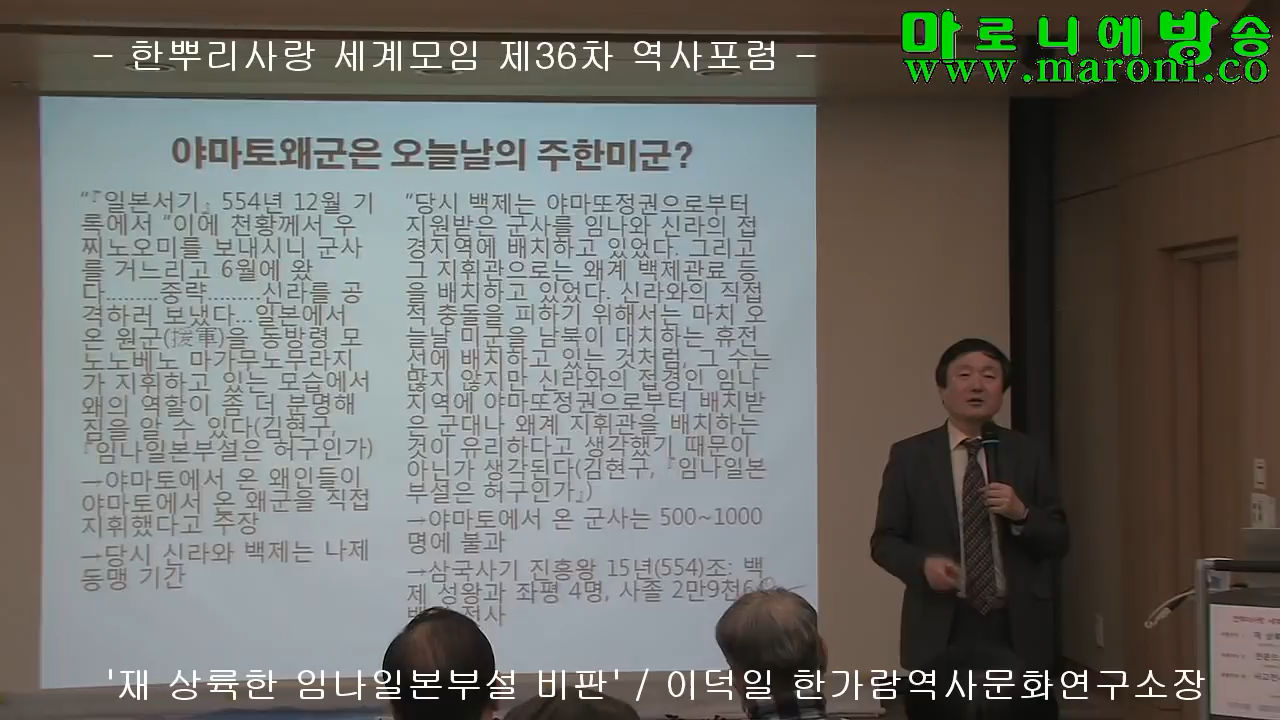 - 한뿌리사랑 세계모임 제36차 역사포럼 -
마로니에방송
www.maroni.co
야마토왜군은 오늘날의 주한미군?
“『일본서기』 554년 12월 기
록에서 “이에 천황께서 우
찌노오미를 보내시니 군사
를 거느리고 6월에 왔
다.........중략.........신라를 공
격하러 보냈다...일본에서
온 원군(援軍)을 동방령 모
노노베노 마가무노무라지
가 지휘하고 있는 모습에서
왜의 역할이 좀 더 분명해
짐을 알 수 있다(김현구,
『임나일본부설은 허구인가)
→야마토에서 온 왜인들이
야마토에서 온 왜군을 직접
지휘했다고 주장
→당시 신라와 백제는 나제
동맹 기간
“당시 백제는 야마또정권으로부터
지원받은 군사를 임나와 신라의 접
경지역에 배치하고 있었다. 그리고
그 지휘관으로는 왜계 백제관료 등
을 배치하고 있었다. 신라와의 직접
적 충돌을 피하기 위해서는 마치 오
늘날 미군을 남북이 대치하는 휴전
선에 배치하고 있는 것처럼, 그 수는
많지 않지만 신라와의 접경인 임나
지역에 야마또정권으로부터 배치받
은 군대나 왜계 지휘관을 배치하는
것이 유리하다고 생각했기 때문이
아닌가 생각된다(김현구, 『임나일본
부설은 허구인가』)
→야마토에서 온 군사는 500~1000
명에 불과
→삼국사기 진흥왕 15년(554)조: 백
제 성왕과 좌평 4명, 사졸 2만9천6
전사
'재 상륙한 임나일본부설 비판' / 이덕일 한가람역사문화연구소장